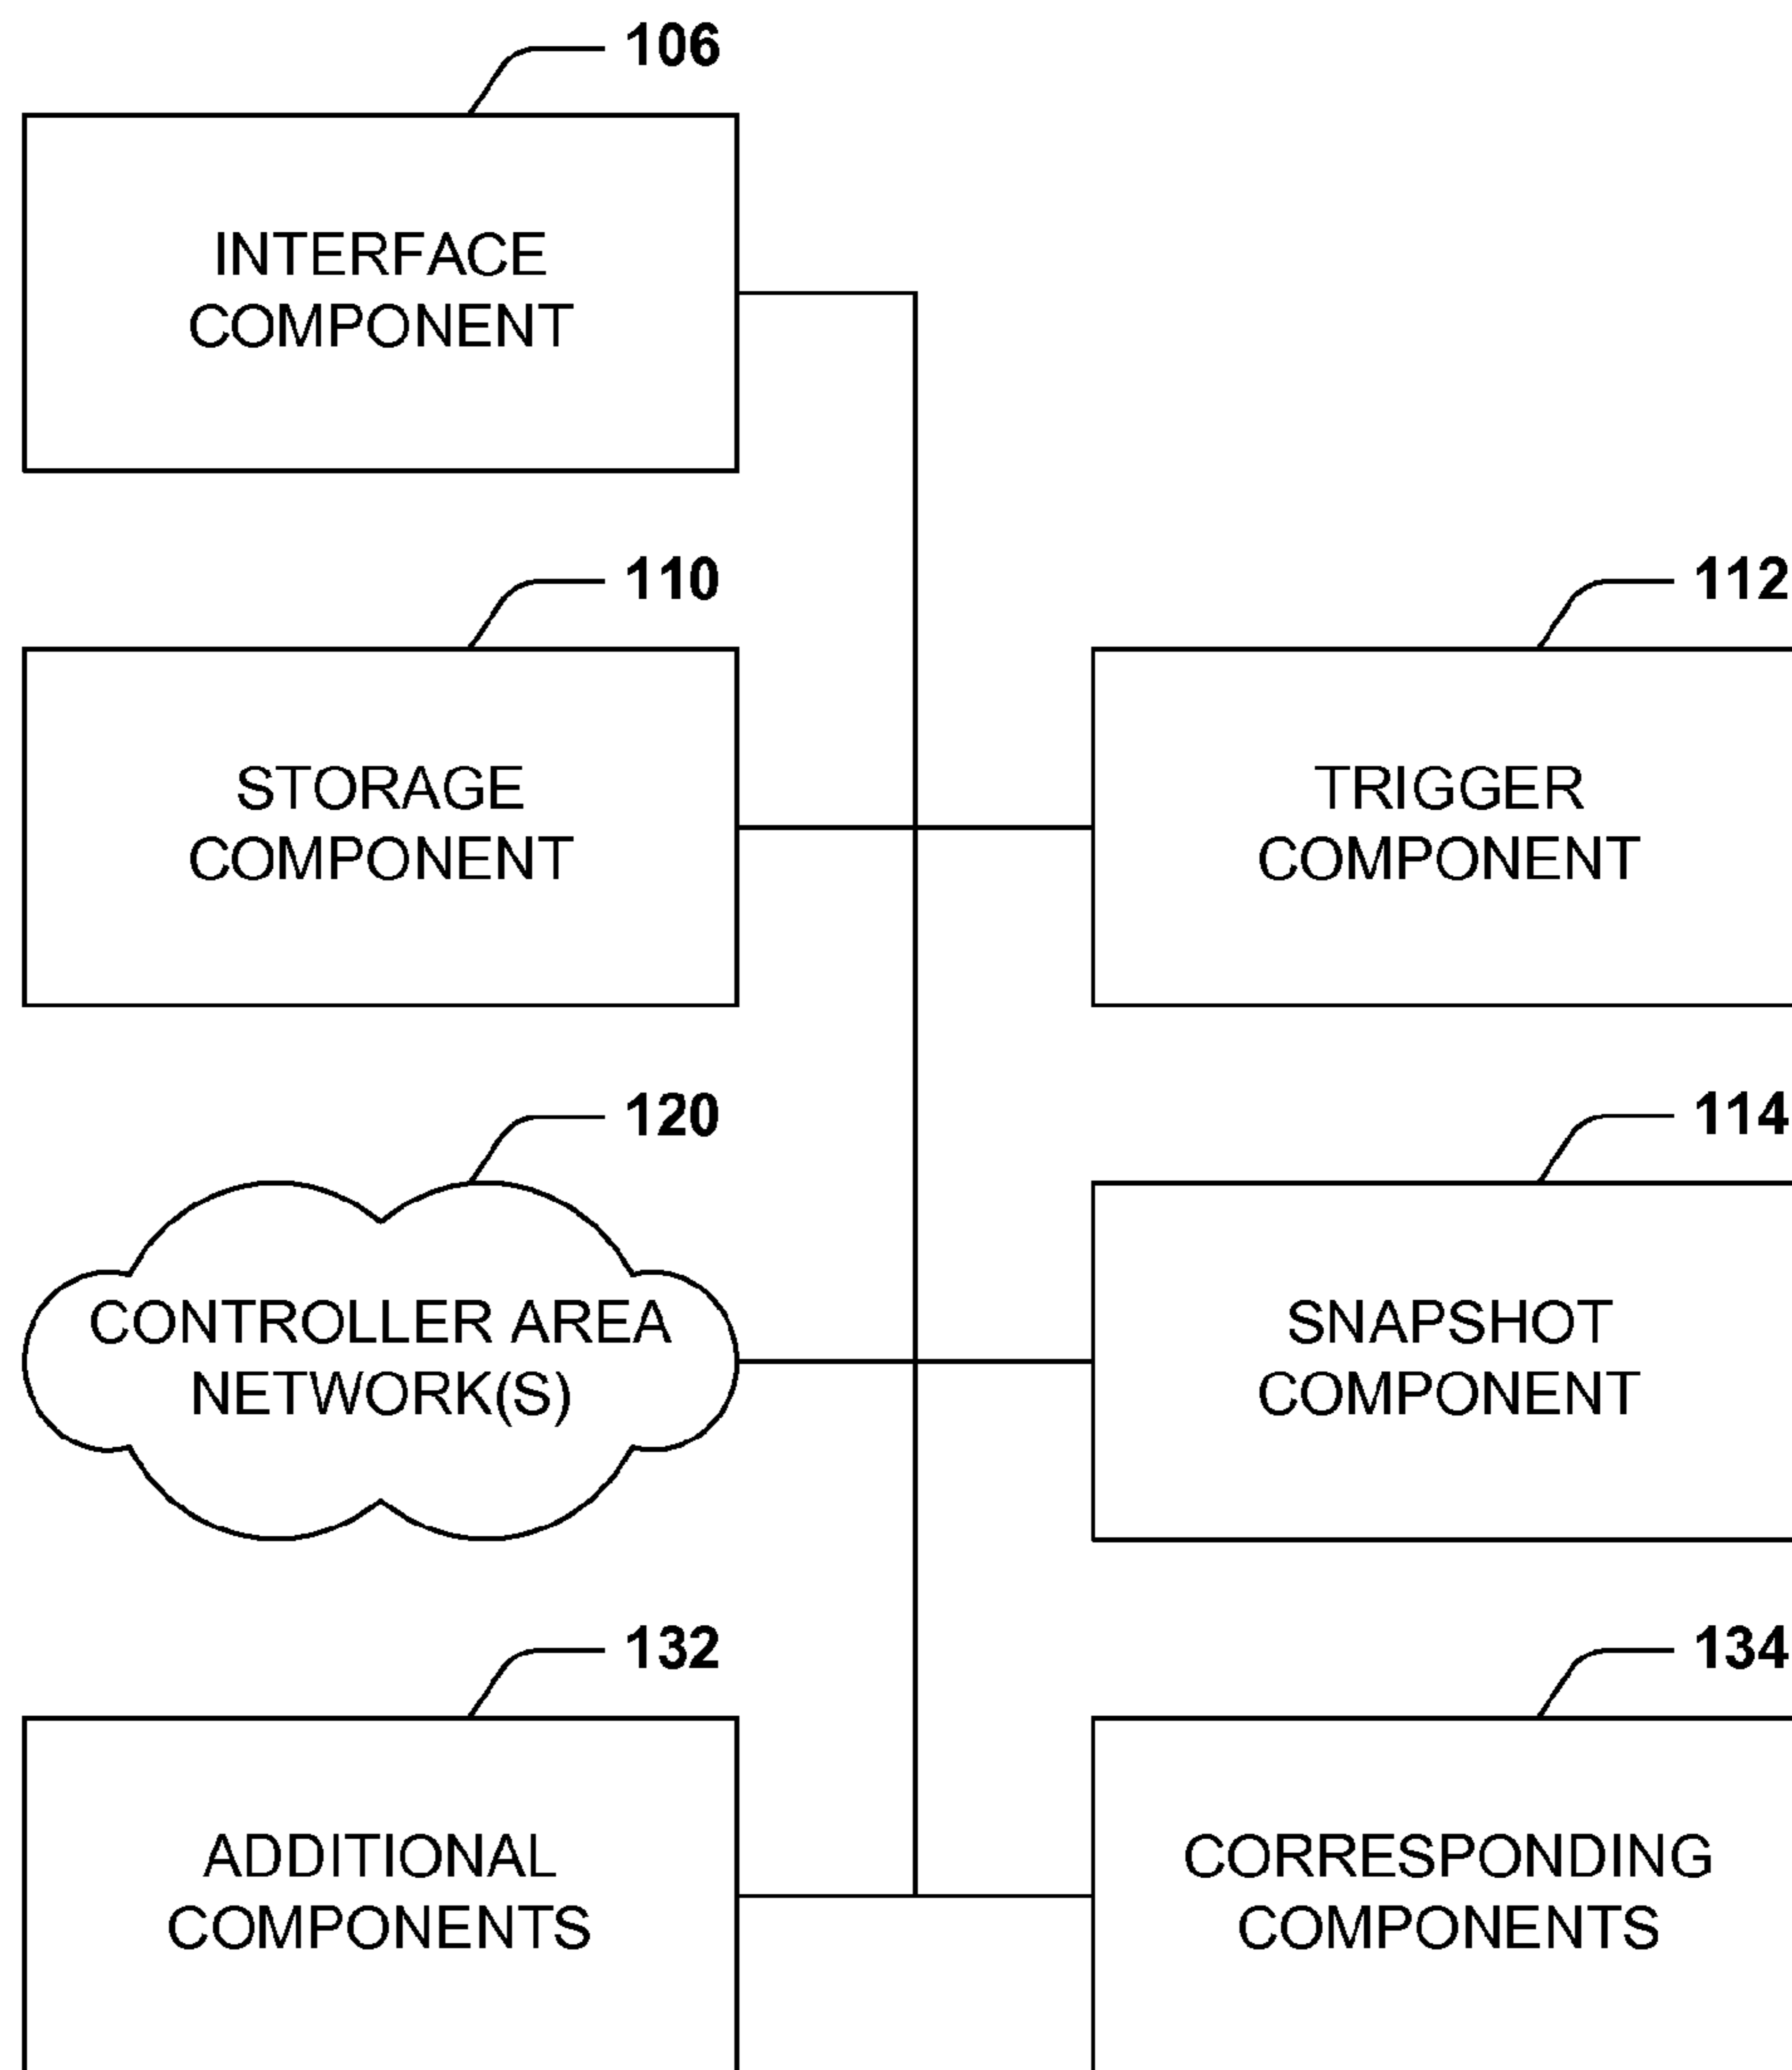 106
INTERFACE
COMPONENT
110
STORAGE
COMPONENT
112
TRIGGER
COMPONENT
120
CONTROLLER AREA
NETWORK(S)
114
SNAPSHOT
COMPONENT
132
ADDITIONAL
COMPONENTS
134
CORRESPONDING
COMPONENTS